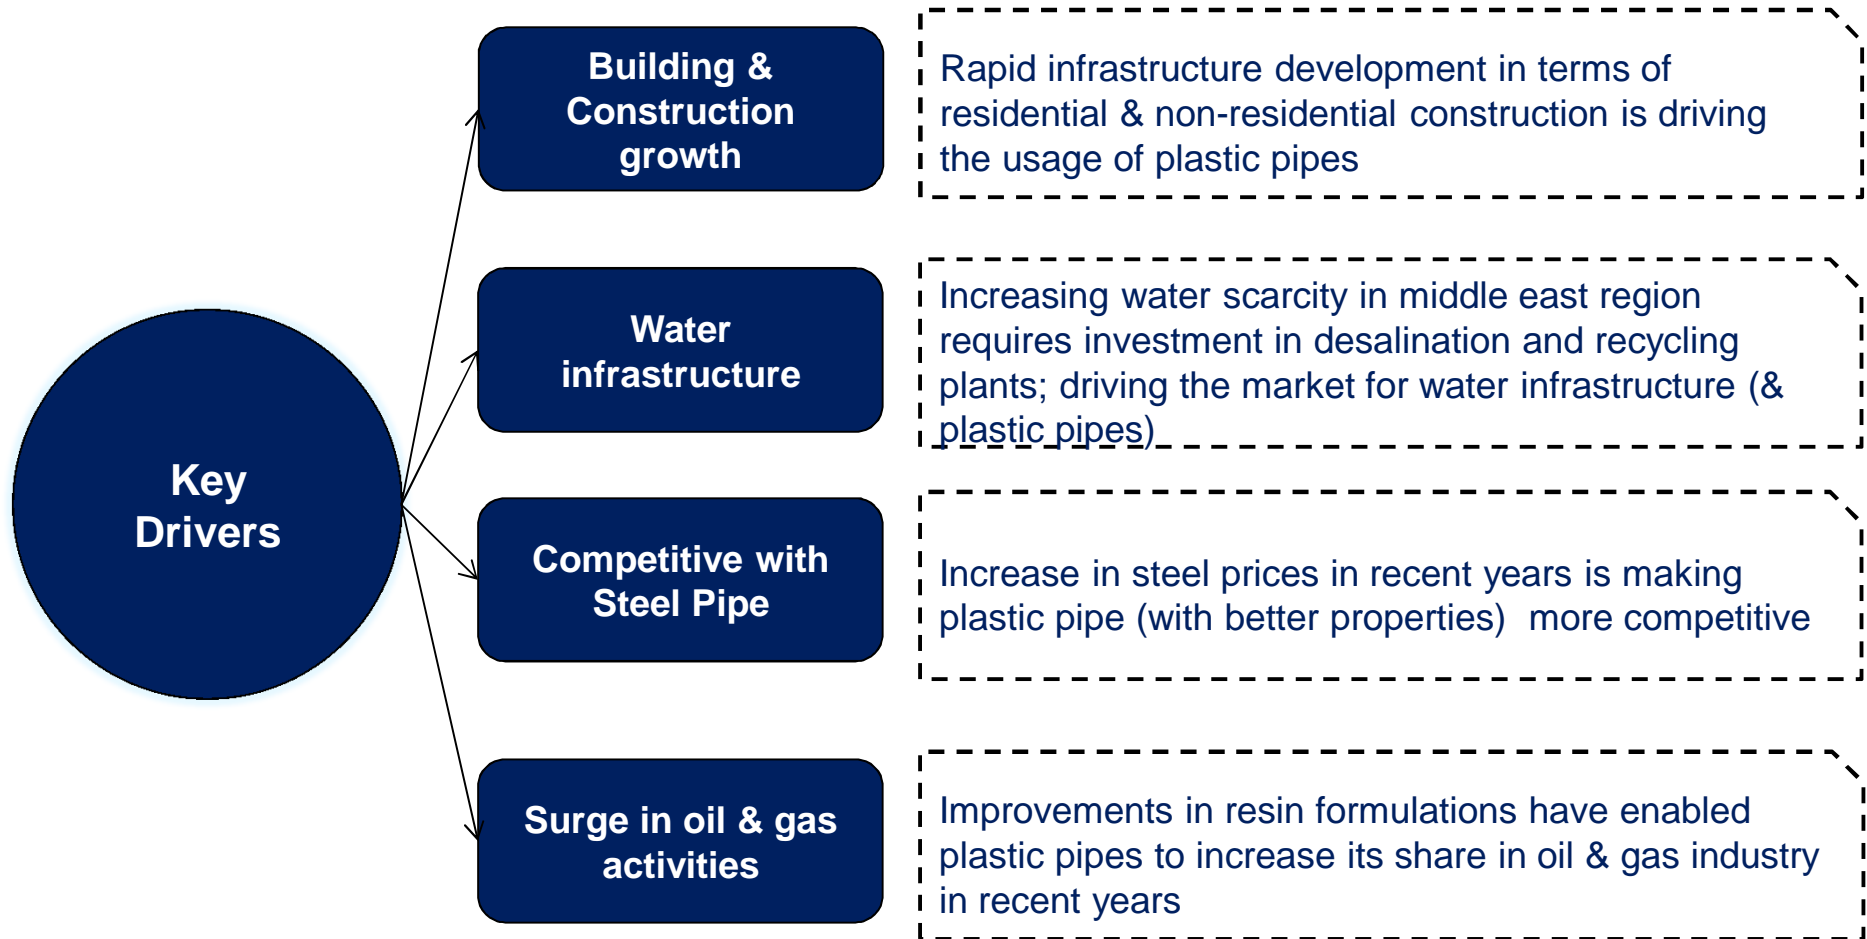 Key
Drivers
Building &
Construction
growth
Rapid infrastructure development in terms of
residential & non-residential construction is driving
the usage of plastic pipes
Water
infrastructure
Increasing water scarcity in middle east region
requires investment in desalination and recycling
plants; driving the market for water infrastructure (&
plastic pipes)
Competitive with
Steel Pipe
Increase in steel prices in recent years is making
plastic pipe (with better properties)  more competitive
Surge in oil & gas
activities
Improvements in resin formulations have enabled
plastic pipes to increase its share in oil & gas industry
in recent years